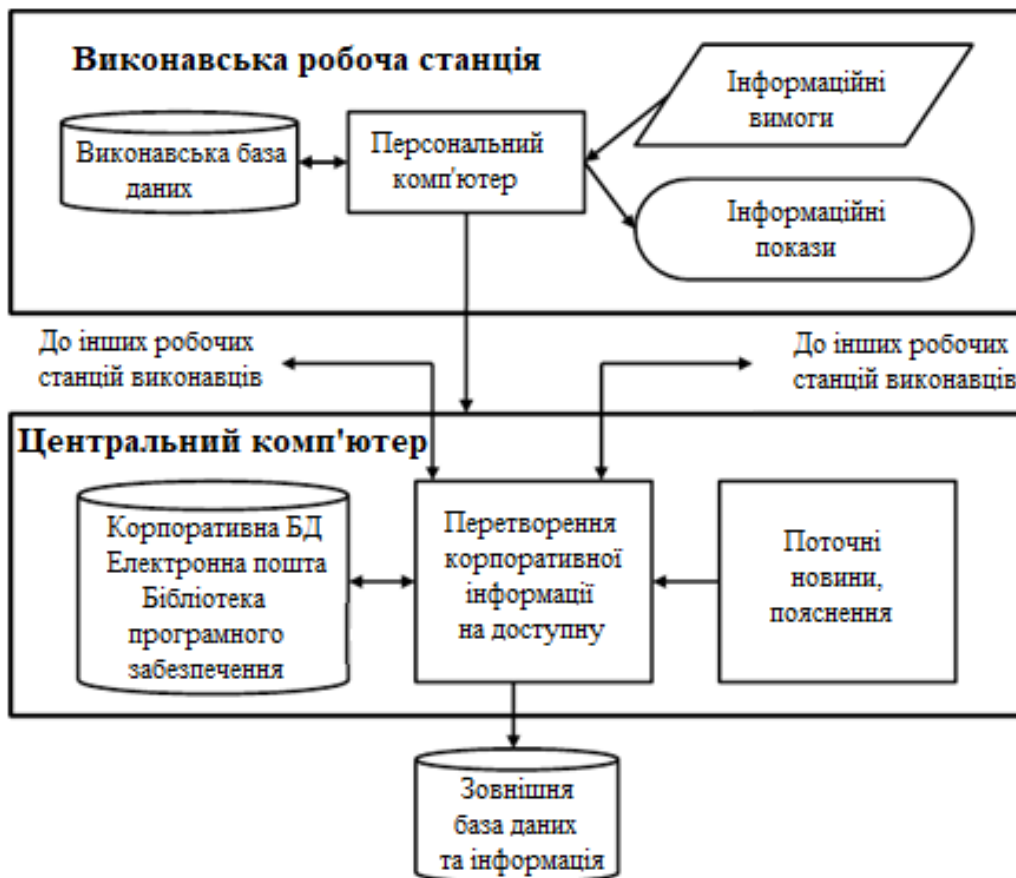 Виконавська робоча станція
Інформаційні
вимоги
Виконавська база
даних
Персональний
комп'ютер
Інформаційні
покази
До інших робочих
станцій виконавців
До інших робочих
станцій виконавців
Центральний комп'ютер
Корпоративна БД
Електронна пошта
Бібліотека
програмного
забезпечення
Перетворення
корпоративної
інформації
на доступну
Поточні
новини,
пояснення
Зовнішня
база даних
та інформація